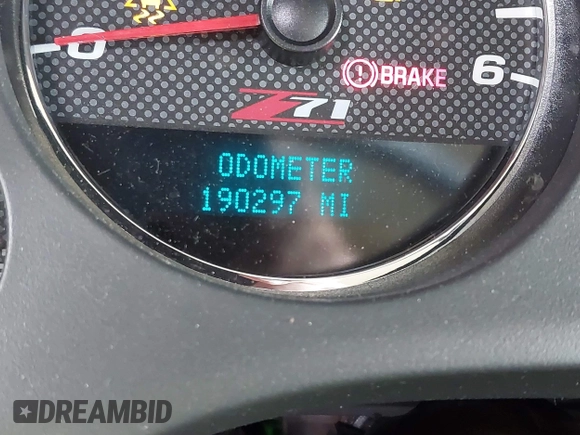 0
6
BRAKE
Z71
ODOMETER
190297 MI
DREAMBID